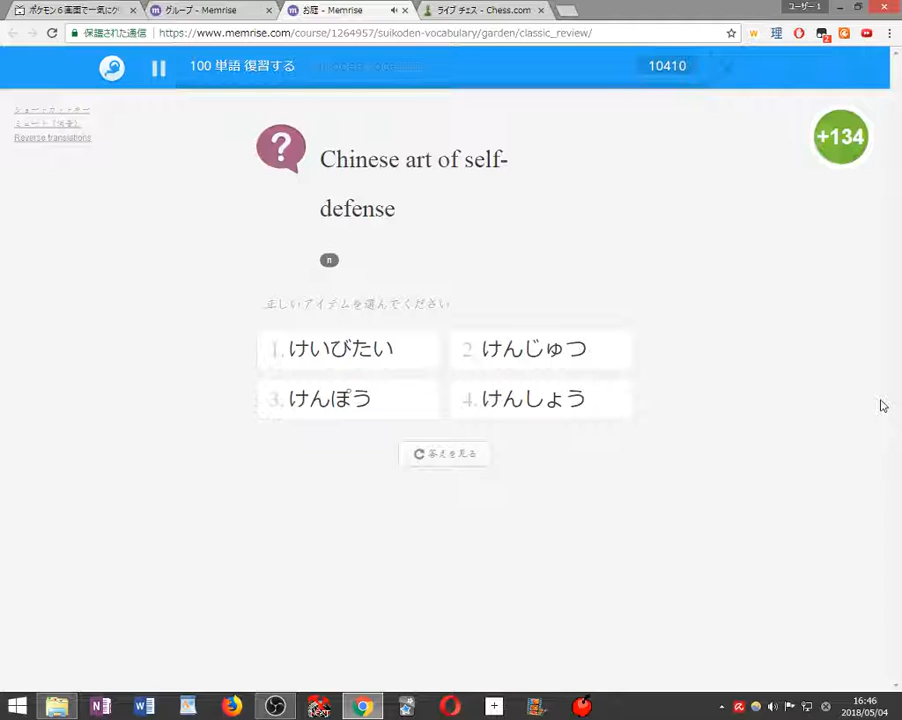 ポケモン6画面で一気にク
グループ - Memrise
お庭 - Memrise
ライブ チェス - Chess.com
ユーザー 1
保護された通信
https://www.memrise.com/course/1264957/suikoden-vocabulary/garden/classic_review/
100 単語 復習する
10410
Reverse translations
+134
Chinese art of self-
defense
n
正しいアイテムを選んでください
1. けいびたい
2. けんじゅつ
3. けんぽう
4. けんしょう
答えを見る
16:46
2018/05/04